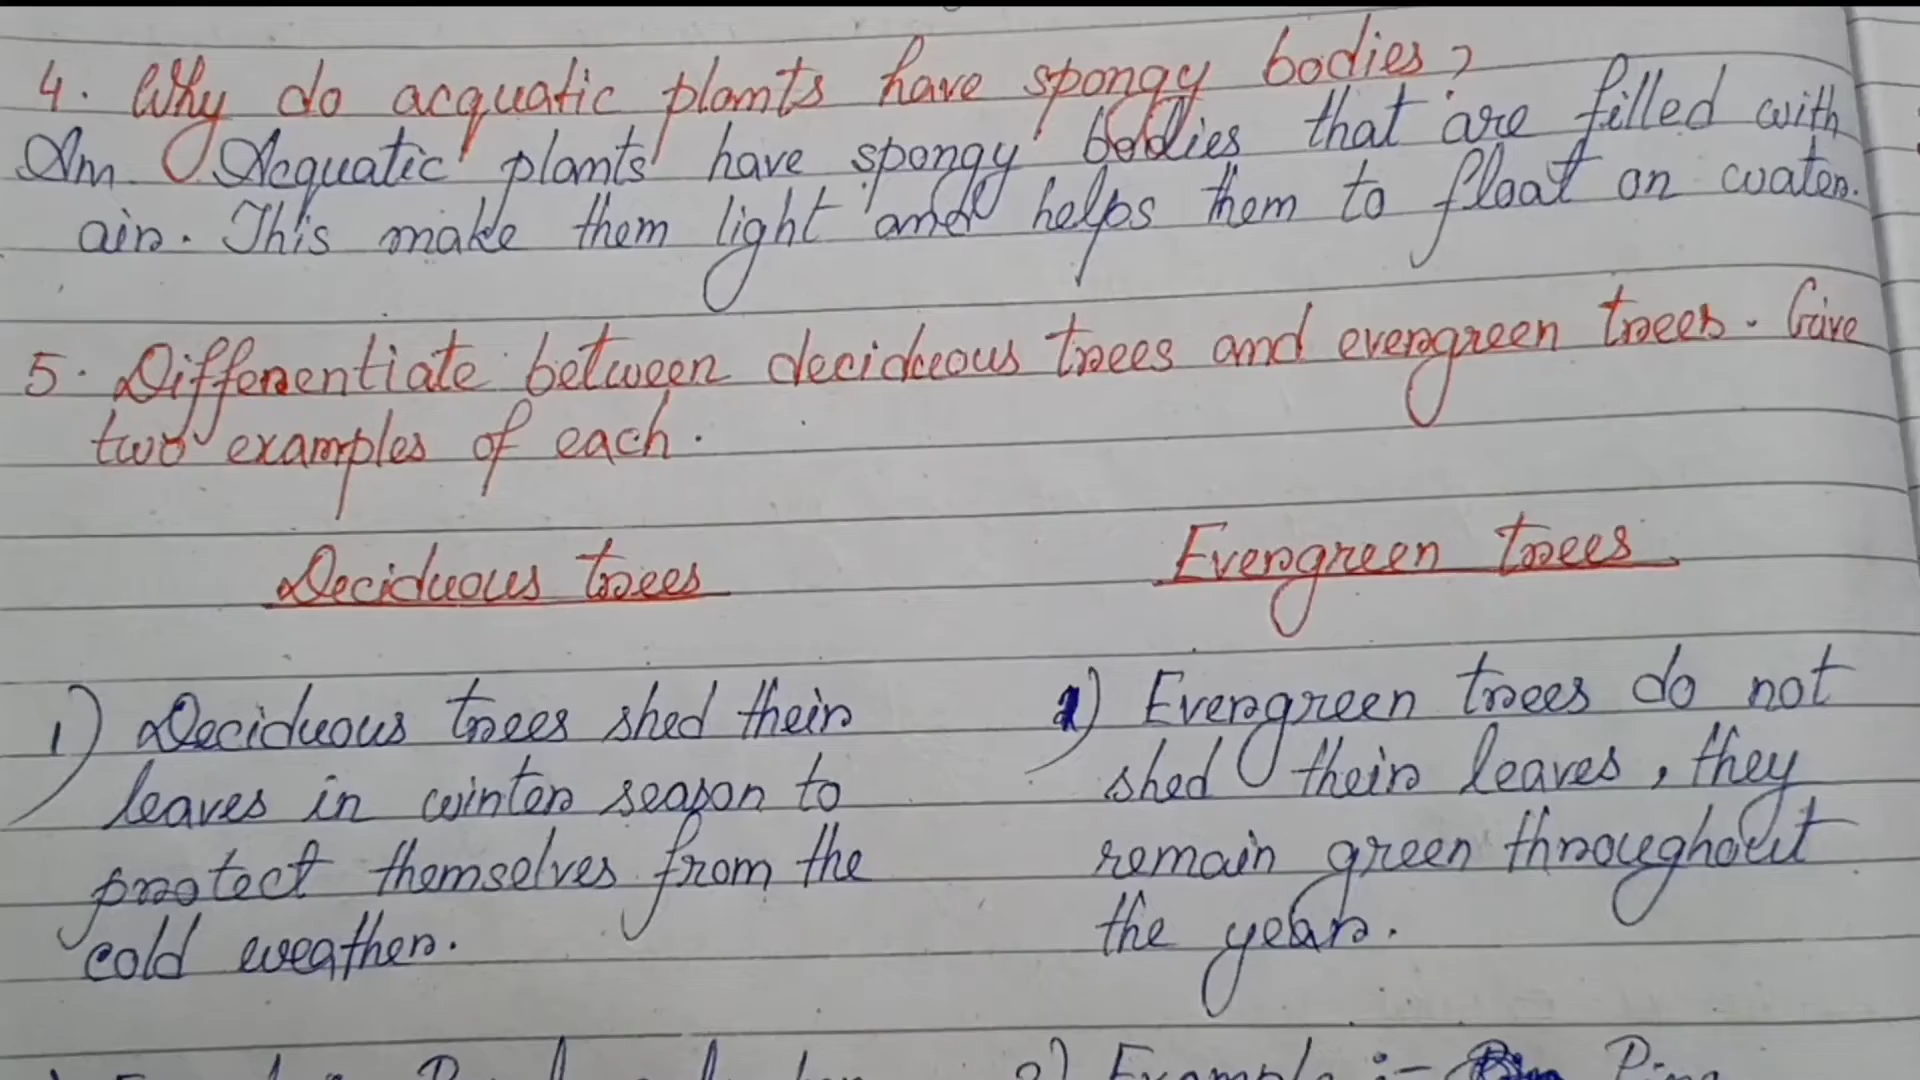 4. Why do acquatic plants have spongy bodies?
Ans Acquatic plants have spongy bodies that are filled with
air. This make them light and helps them to float on water.
5. Differentiate between decideous trees and evergreen trees. Give
two examples of each.
Deciduous trees
Evergreen trees
1) Deciduous trees shed their
leaves in winter season to
protect themselves from the
cold weather.
1) Evergreen trees do not
shed their leaves, they
remain green throughout
the year.
2) Example :- Pine